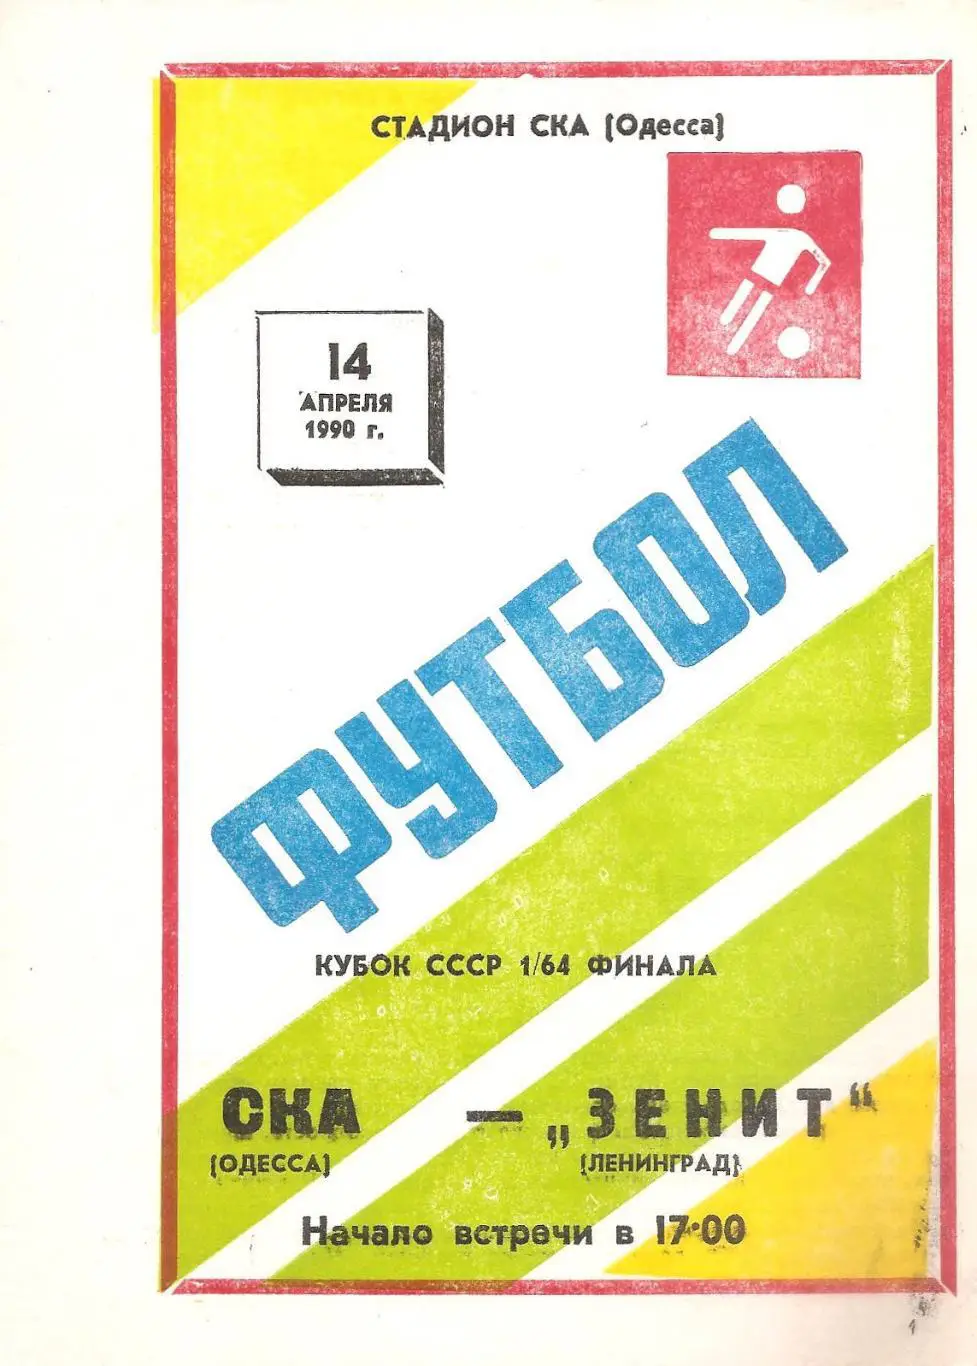 СТАДИОН СКА (Одесса)
14
АПРЕЛЯ
1990 г.
ФУТБОЛ
КУБОК СССР 1/64 ФИНАЛА
СКА — „ЗЕНИТ“
(ОДЕССА) (ЛЕНИНГРАД)
Начало встречи в 17·00